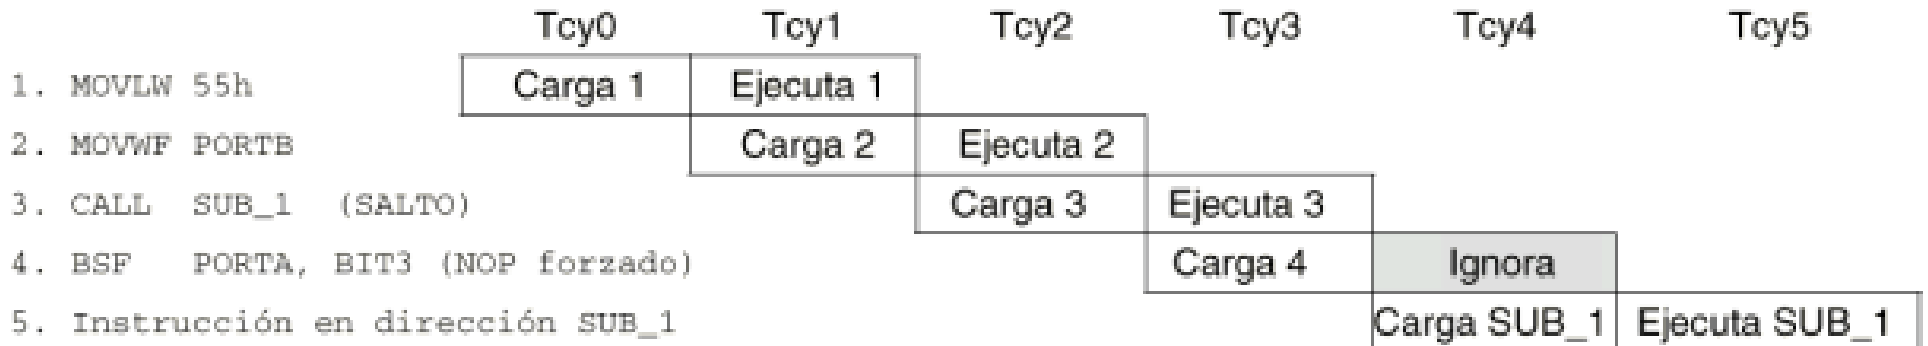 Tcy0 Tcy1 Tcy2 Tcy3 Tcy4 Tcy5
1. MOVLW 55h Carga 1 Ejecuta 1
2. MOVWF PORTB Carga 2 Ejecuta 2
3. CALL SUB_1 (SALTO) Carga 3 Ejecuta 3
4. BSF PORTA, BIT3 (NOP forzado) Carga 4 Ignora
5. Instrucción en dirección SUB_1 Carga SUB_1 Ejecuta SUB_1